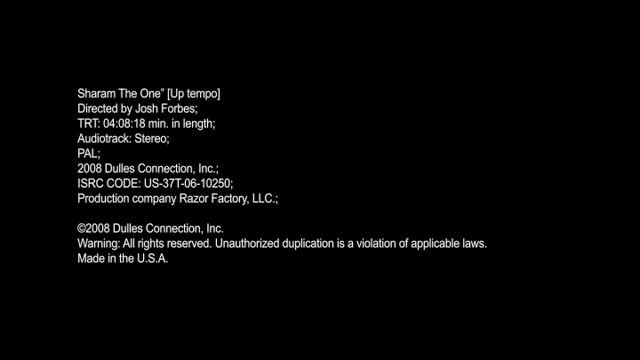 Sharam The One” [Up tempo]
Directed by Josh Forbes;
TRT: 04:08:18 min. in length;
Audiotrack: Stereo;
PAL;
2008 Dulles Connection, Inc.;
ISRC CODE: US-37T-06-10250;
Production company Razor Factory, LLC.;
©2008 Dulles Connection, Inc.
Warning: All rights reserved. Unauthorized duplication is a violation of applicable laws.
Made in the U.S.A.